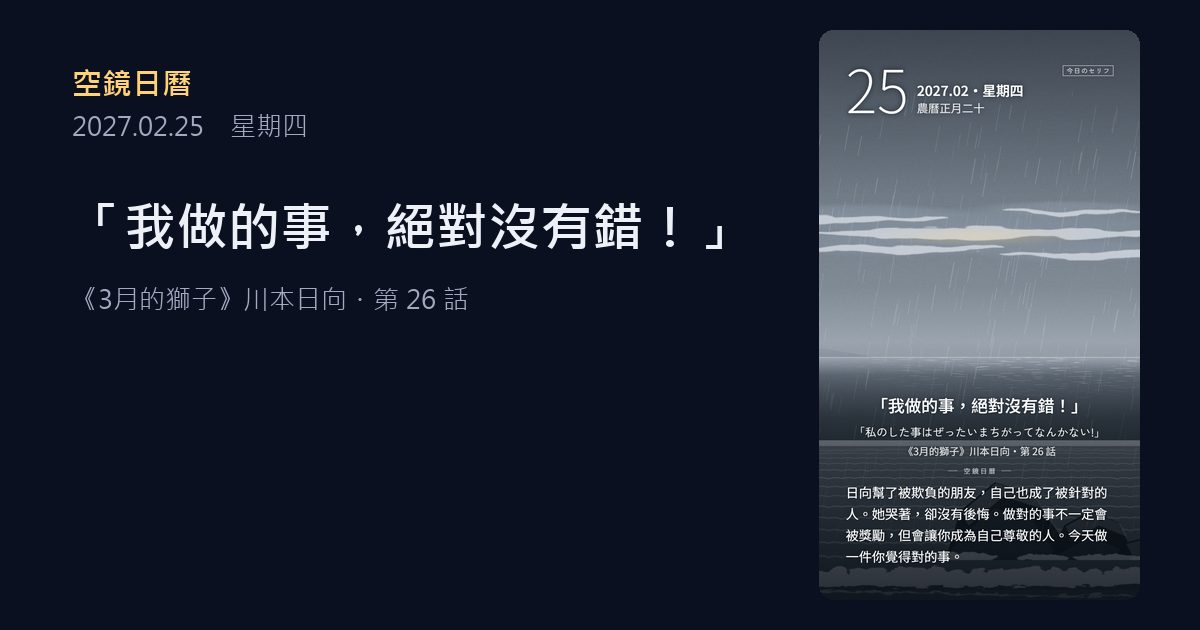 空鏡日曆
2027.02.25 星期四
「我做的事，絕對沒有錯！」
《3月的獅子》川本日向・第 26 話
今日のセリフ
25
2027.02・星期四
農曆正月二十
「我做的事，絕對沒有錯！」
「私のした事はぜったいまちがってなんかない!」
《3月的獅子》川本日向・第 26 話
— 空鏡日曆 —
日向幫了被欺負的朋友，自己也成了被針對的
人。她哭著，卻沒有後悔。做對的事不一定會
被獎勵，但會讓你成為自己尊敬的人。今天做
一件你覺得對的事。